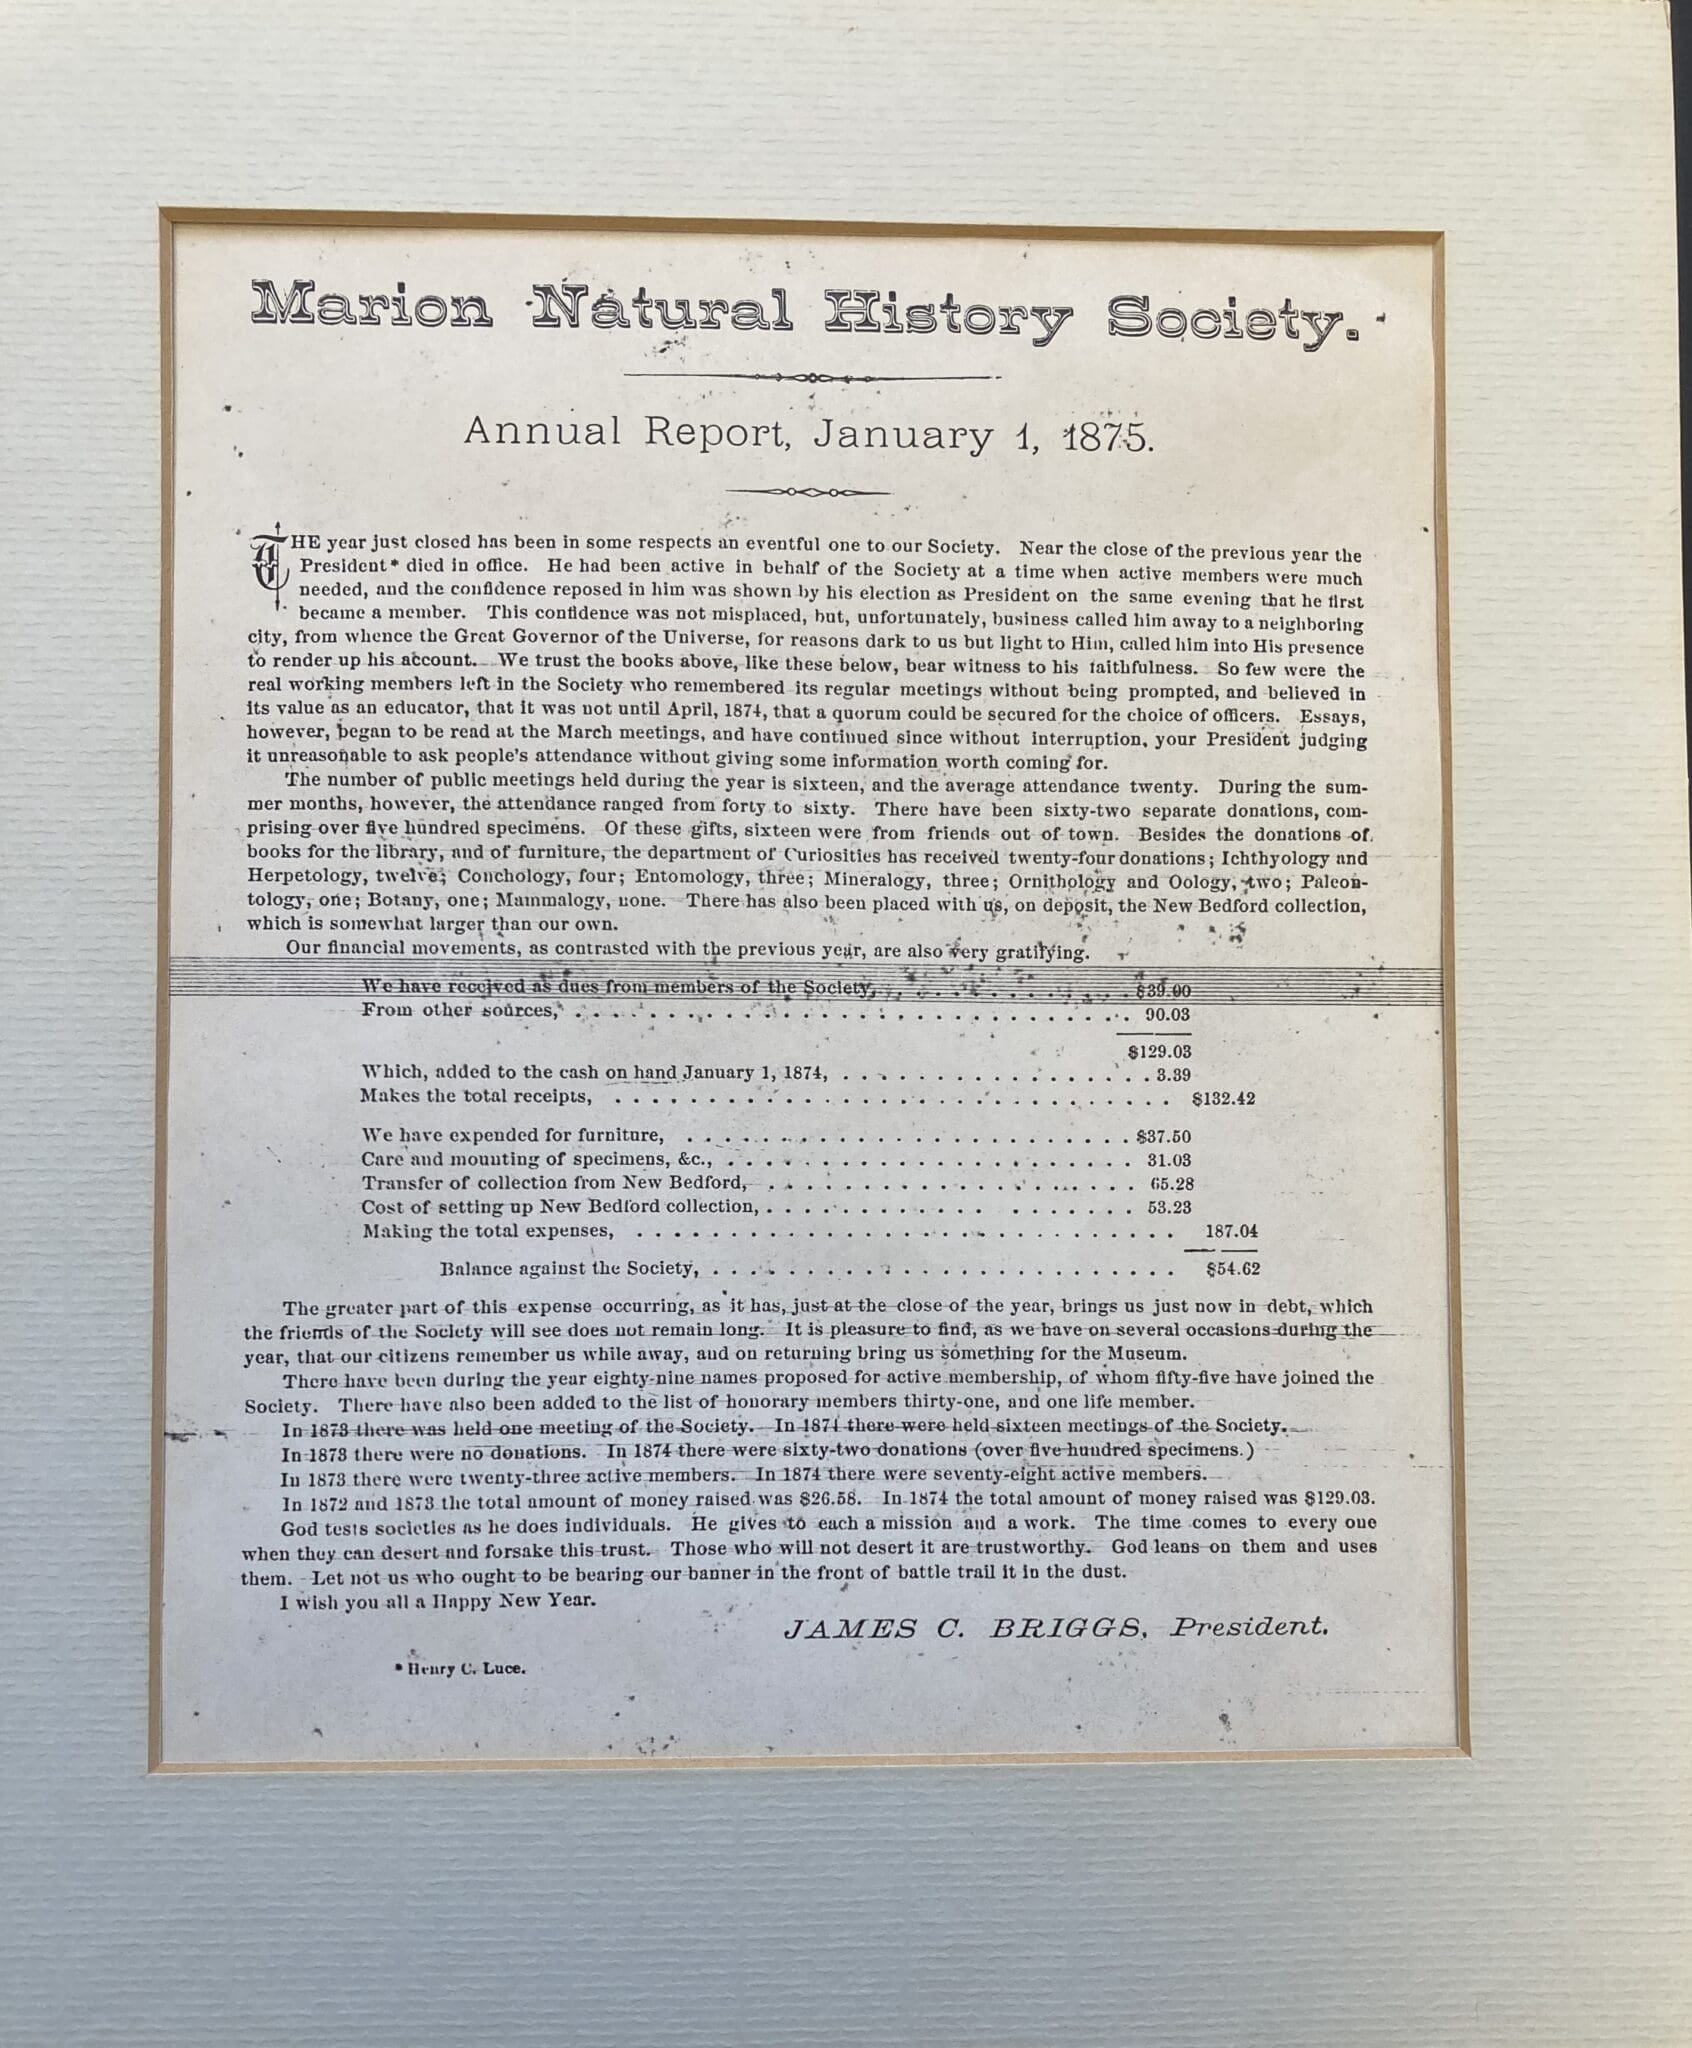 Marion Natural History Society.
Annual Report, January 1, 1875.
THE year just closed has been in some respects an eventful one to our Society. Near the close of the previous year the
President* died in office. He had been active in behalf of the Society at a time when active members were much
needed, and the confidence reposed in him was shown by his election as President on the same evening that he first
became a member. This confidence was not misplaced, but, unfortunately, business called him away to a neighboring
city, from whence the Great Governor of the Universe, for reasons dark to us but light to Him, called him into His presence
to render up his account. We trust the books above, like these below, bear witness to his faithfulness. So few were the
real working members left in the Society who remembered its regular meetings without being prompted, and believed in
its value as an educator, that it was not until April, 1874, that a quorum could be secured for the choice of officers. Essays,
however, began to be read at the March meetings, and have continued since without interruption, your President judging
it unreasonable to ask people's attendance without giving some information worth coming for.
The number of public meetings held during the year is sixteen, and the average attendance twenty. During the sum-
mer months, however, the attendance ranged from forty to sixty. There have been sixty-two separate donations, com-
prising over five hundred specimens. Of these gifts, sixteen were from friends out of town. Besides the donations of
books for the library, and of furniture, the department of Curiosities has received twenty-four donations; Ichthyology and
Herpetology, twelve; Conchology, four; Entomology, three; Mineralogy, three; Ornithology and Oology, two; Paleon-
tology, one; Botany, one; Mammalogy, none. There has also been placed with us, on deposit, the New Bedford collection,
which is somewhat larger than our own.
Our financial movements, as contrasted with the previous year, are also very gratifying.
We have received as dues from members of the Society, . . . . . . . . . . $39.00
From other sources, . . . . . . . . . . . . . . . . . . . . . . . . . . . . . 90.03
$129.03
Which, added to the cash on hand January 1, 1874, . . . . . . . . . . . . 3.39
Makes the total receipts, . . . . . . . . . . . . . . . . . . . . . . . . . . . . $132.42
We have expended for furniture, . . . . . . . . . . . . . . . . . . . . . . . $37.50
Care and mounting of specimens, &c., . . . . . . . . . . . . . . . . . . . . . 31.03
Transfer of collection from New Bedford, . . . . . . . . . . . . . . . . . . . 65.28
Cost of setting up New Bedford collection, . . . . . . . . . . . . . . . . . . 53.23
Making the total expenses, . . . . . . . . . . . . . . . . . . . . . . . . . . . 187.04
Balance against the Society, . . . . . . . . . . . . . . . . . . . . . . . . $54.62
The greater part of this expense occurring, as it has, just at the close of the year, brings us just now in debt, which
the friends of the Society will see does not remain long. It is pleasure to find, as we have on several occasions during the
year, that our citizens remember us while away, and on returning bring us something for the Museum.
There have been during the year eighty-nine names proposed for active membership, of whom fifty-five have joined the
Society. There have also been added to the list of honorary members thirty-one, and one life member.
In 1873 there was held one meeting of the Society. In 1874 there were held sixteen meetings of the Society.
In 1873 there were no donations. In 1874 there were sixty-two donations (over five hundred specimens.)
In 1873 there were twenty-three active members. In 1874 there were seventy-eight active members.
In 1872 and 1873 the total amount of money raised was $26.58. In 1874 the total amount of money raised was $129.03.
God tests societies as he does individuals. He gives to each a mission and a work. The time comes to every one
when they can desert and forsake this trust. Those who will not desert it are trustworthy. God leans on them and uses
them. Let not us who ought to be bearing our banner in the front of battle trail it in the dust.
I wish you all a Happy New Year.
JAMES C. BRIGGS, President.
* Henry C. Luce.